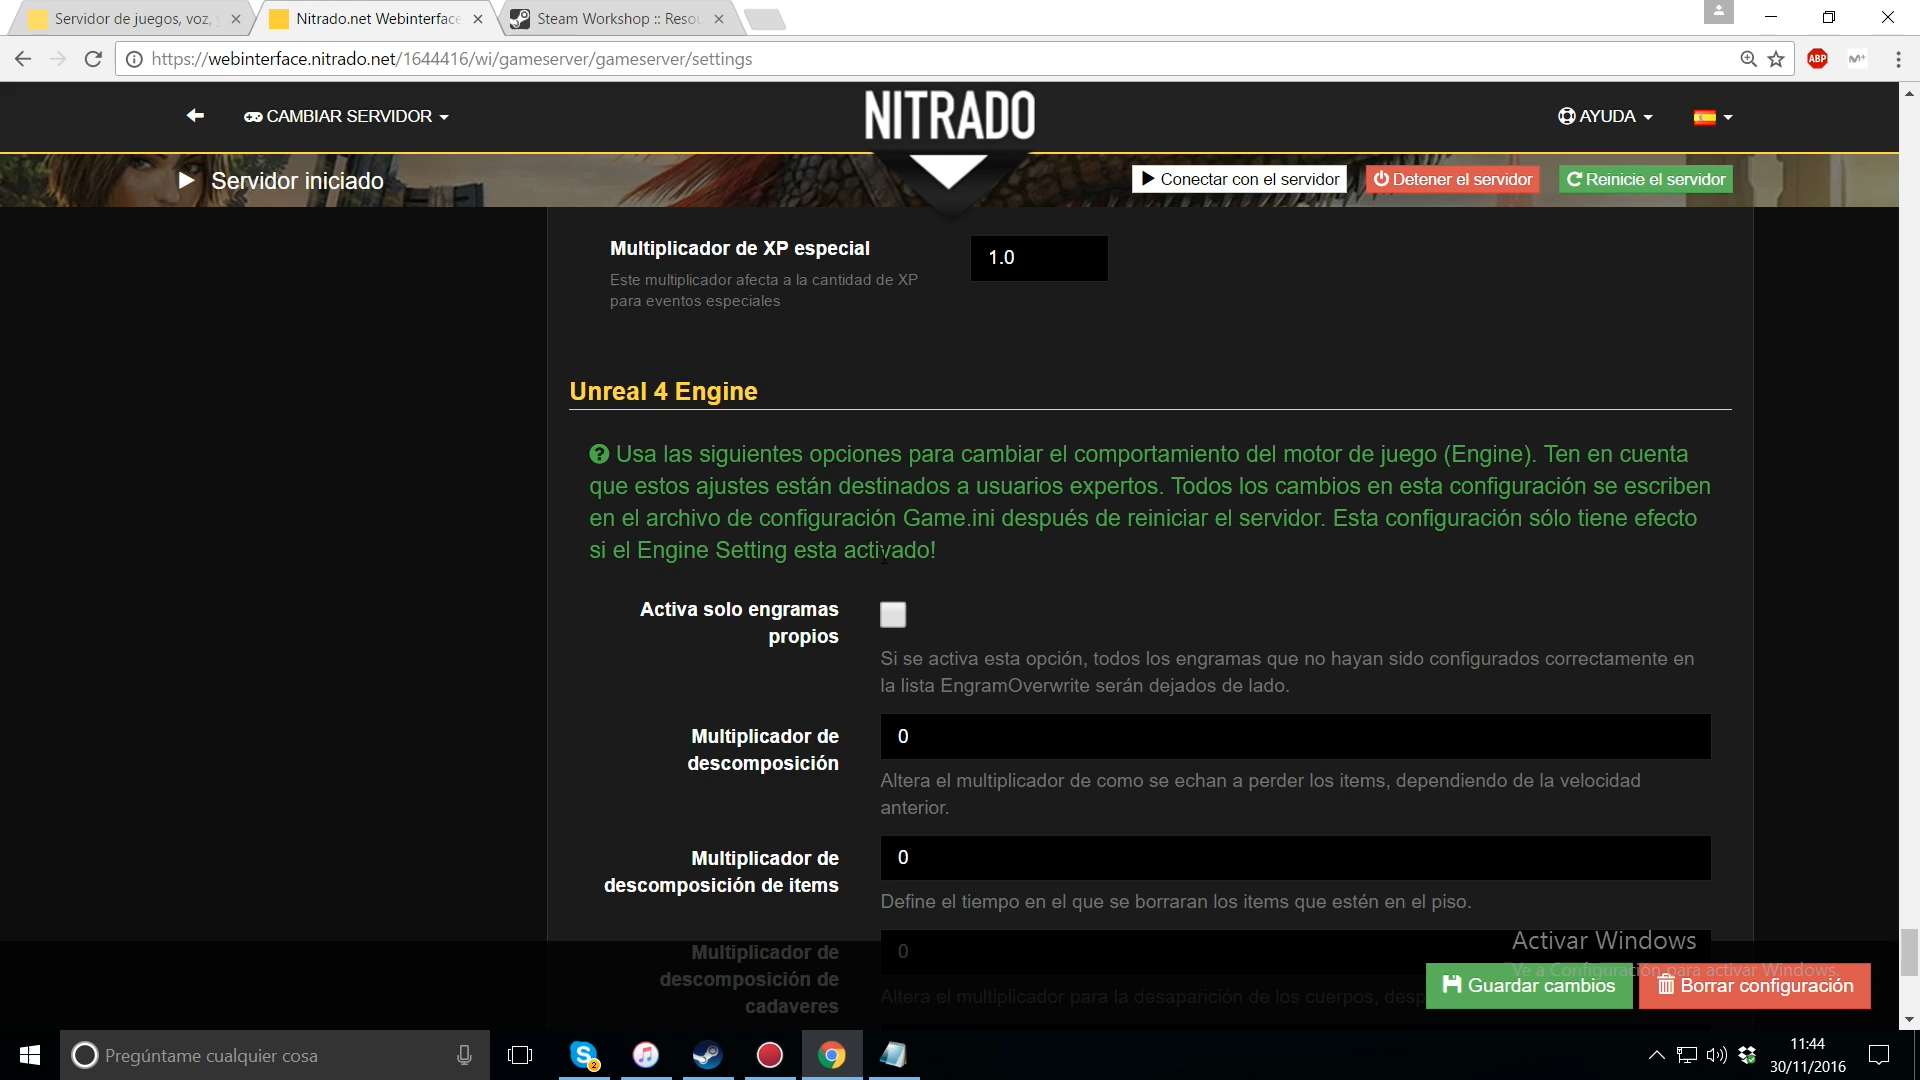 Servidor de juegos, voz,
Nitrado.net Webinterface
Steam Workshop :: Resou
https://webinterface.nitrado.net/1644416/wi/gameserver/gameserver/settings
ABP
CAMBIAR SERVIDOR
NITRADO
AYUDA
Servidor iniciado
Conectar con el servidor
Detener el servidor
Reinicie el servidor
Multiplicador de XP especial
1.0
Este multiplicador afecta a la cantidad de XP
para eventos especiales
Unreal 4 Engine
Usa las siguientes opciones para cambiar el comportamiento del motor de juego (Engine). Ten en cuenta
que estos ajustes están destinados a usuarios expertos. Todos los cambios en esta configuración se escriben
en el archivo de configuración Game.ini después de reiniciar el servidor. Esta configuración sólo tiene efecto
si el Engine Setting esta activado!
Activa solo engramas
propios
Si se activa esta opción, todos los engramas que no hayan sido configurados correctamente en
la lista EngramOverwrite serán dejados de lado.
Multiplicador de
descomposición
0
Altera el multiplicador de como se echan a perder los items, dependiendo de la velocidad
anterior.
Multiplicador de
descomposición de items
0
Define el tiempo en el que se borraran los items que estén en el piso.
Multiplicador de
descomposición de
cadaveres
0
Altera el multiplicador para la desaparición de los cuerpos, desp
Activar Windows
Ve a Configuración para activar Windows.
Guardar cambios
Borrar configuración
Pregúntame cualquier cosa
2
11:44
30/11/2016